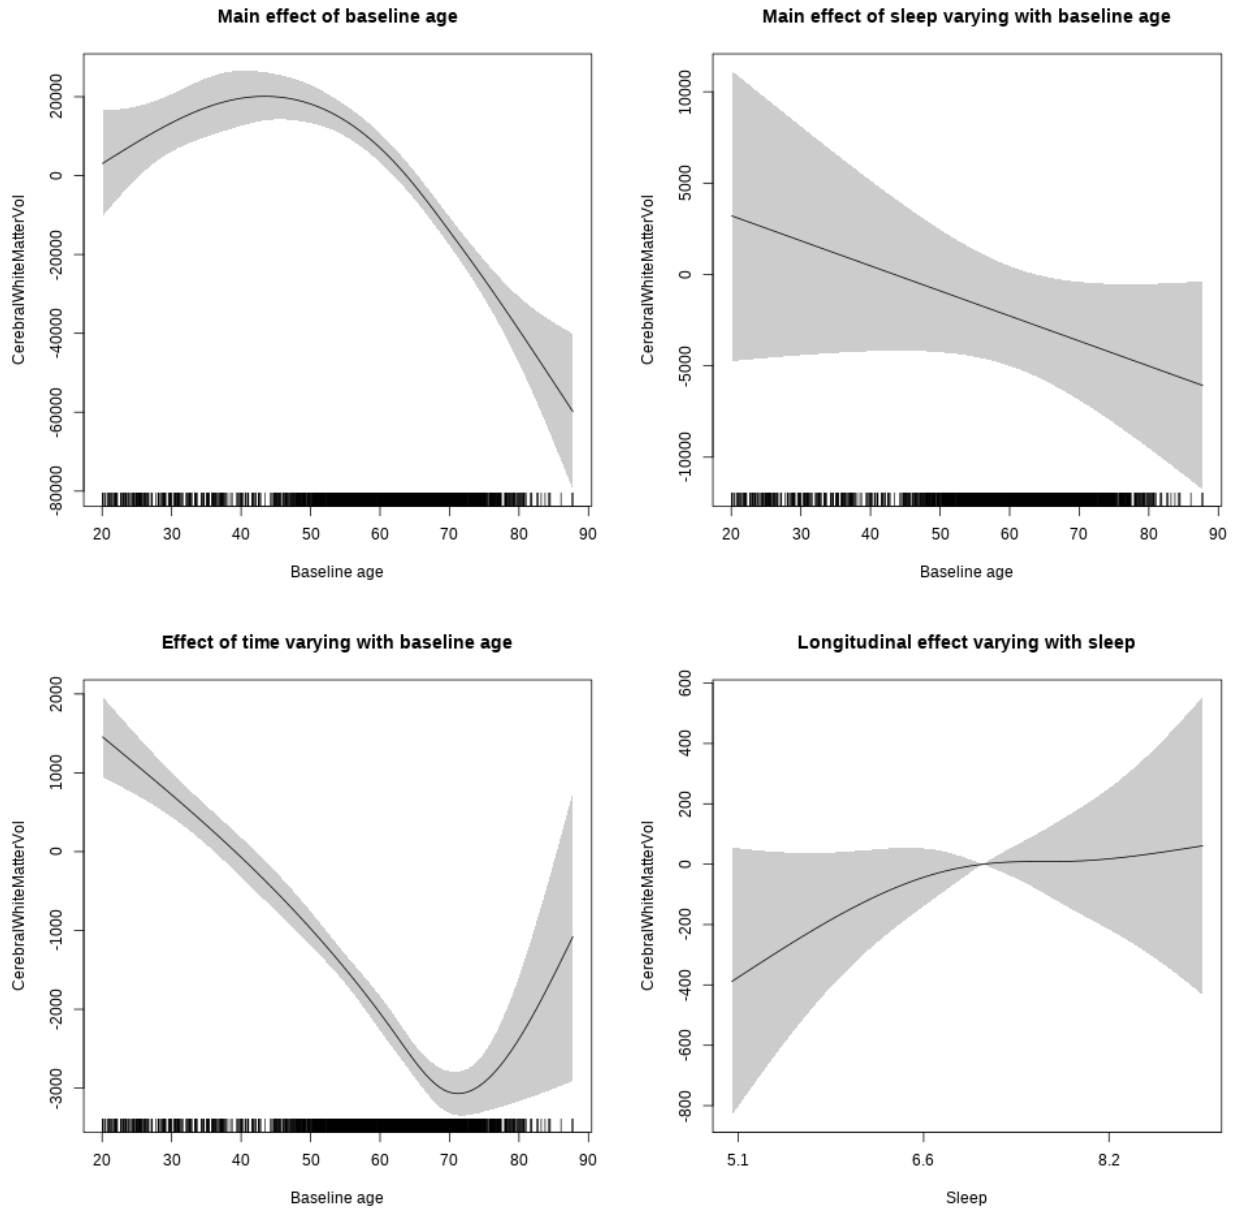 Main effect of baseline age
CerebralWhiteMatterVol
20000
0
-20000
-40000
-60000
-80000
20 30 40 50 60 70 80 90
Baseline age
Main effect of sleep varying with baseline age
CerebralWhiteMatterVol
10000
5000
0
-5000
-10000
20 30 40 50 60 70 80 90
Baseline age
Effect of time varying with baseline age
CerebralWhiteMatterVol
2000
1000
0
-1000
-2000
-3000
20 30 40 50 60 70 80 90
Baseline age
Longitudinal effect varying with sleep
CerebralWhiteMatterVol
600
400
200
0
-200
-400
-600
-800
5.1 6.6 8.2
Sleep